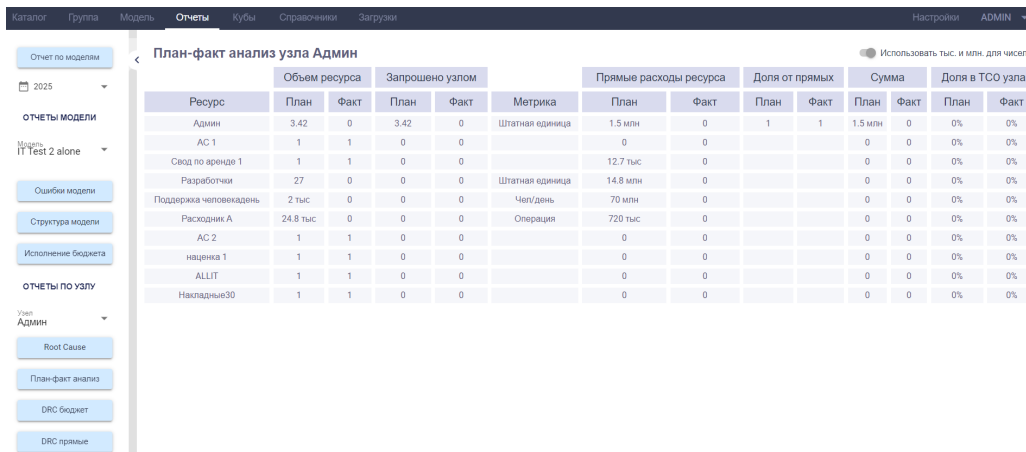 Каталог Группа Модель Отчеты Кубы Справочники Загрузки Настройки ADMIN
Отчет по моделям
2025
ОТЧЕТЫ МОДЕЛИ
Модель
IT Test 2 alone
Ошибки модели
Структура модели
Исполнение бюджета
ОТЧЕТЫ ПО УЗЛУ
Узел
Админ
Root Cause
План-факт анализ
DRC бюджет
DRC прямые
План-факт анализ узла Админ
Использовать тыс. и млн. для чисел
Объем ресурса Запрошено узлом Прямые расходы ресурса Доля от прямых Сумма Доля в ТСО узла
Ресурс План Факт План Факт Метрика План Факт План Факт План Факт План Факт
Админ 3.42 0 3.42 0 Штатная единица 1.5 млн 0 1 1 1.5 млн 0 0% 0%
АС 1 1 1 0 0 0 0 0 0 0% 0%
Свод по аренде 1 1 1 0 0 12.7 тыс 0 0 0 0% 0%
Разработчки 27 0 0 0 Штатная единица 14.8 млн 0 0 0 0% 0%
Поддержка человекадень 2 тыс 0 0 0 Чел/день 70 млн 0 0 0 0% 0%
Расходник А 24.8 тыс 0 0 0 Операция 720 тыс 0 0 0 0% 0%
АС 2 1 1 0 0 0 0 0 0 0% 0%
наценка 1 1 1 0 0 0 0 0 0 0% 0%
ALLIT 1 1 0 0 0 0 0 0 0% 0%
Накладные30 1 1 0 0 0 0 0 0 0% 0%